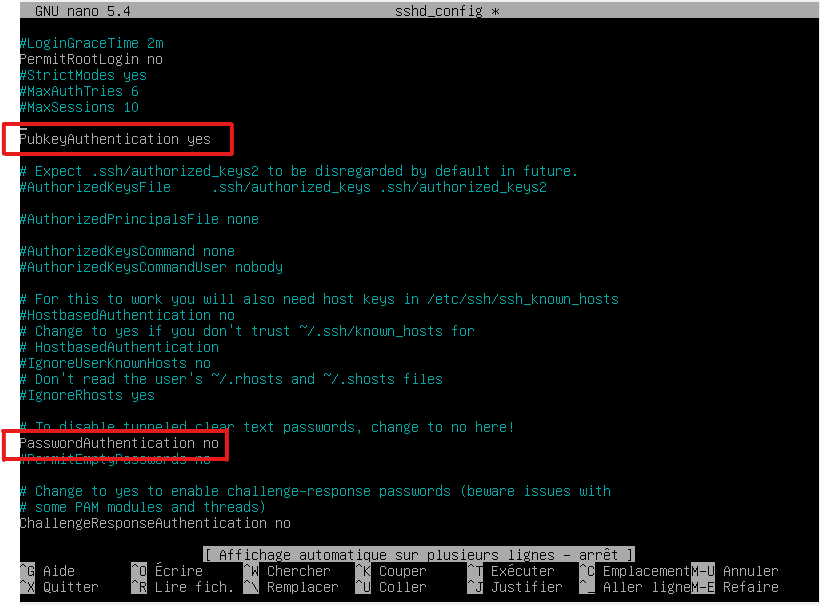 GNU nano 5.4 sshd_config *
#LoginGraceTime 2m
PermitRootLogin no
#StrictModes yes
#MaxAuthTries 6
#MaxSessions 10
PubkeyAuthentication yes
# Expect .ssh/authorized_keys2 to be disregarded by default in future.
#AuthorizedKeysFile .ssh/authorized_keys .ssh/authorized_keys2
#AuthorizedPrincipalsFile none
#AuthorizedKeysCommand none
#AuthorizedKeysCommandUser nobody
# For this to work you will also need host keys in /etc/ssh/ssh_known_hosts
#HostbasedAuthentication no
# Change to yes if you don't trust ~/.ssh/known_hosts for
# HostbasedAuthentication
#IgnoreUserKnownHosts no
# Don't read the user's ~/.rhosts and ~/.shosts files
#IgnoreRhosts yes
# To disable tunneled clear text passwords, change to no here!
PasswordAuthentication no
#PermitEmptyPasswords no
# Change to yes to enable challenge-response passwords (beware issues with
# some PAM modules and threads)
ChallengeResponseAuthentication no
[ Affichage automatique sur plusieurs lignes - arrêt ]
^G Aide ^O Écrire ^W Chercher ^K Couper ^T Exécuter ^C Emplacement M-U Annuler
^X Quitter ^R Lire fich. ^\ Remplacer ^U Coller ^J Justifier ^_ Aller ligne M-E Refaire